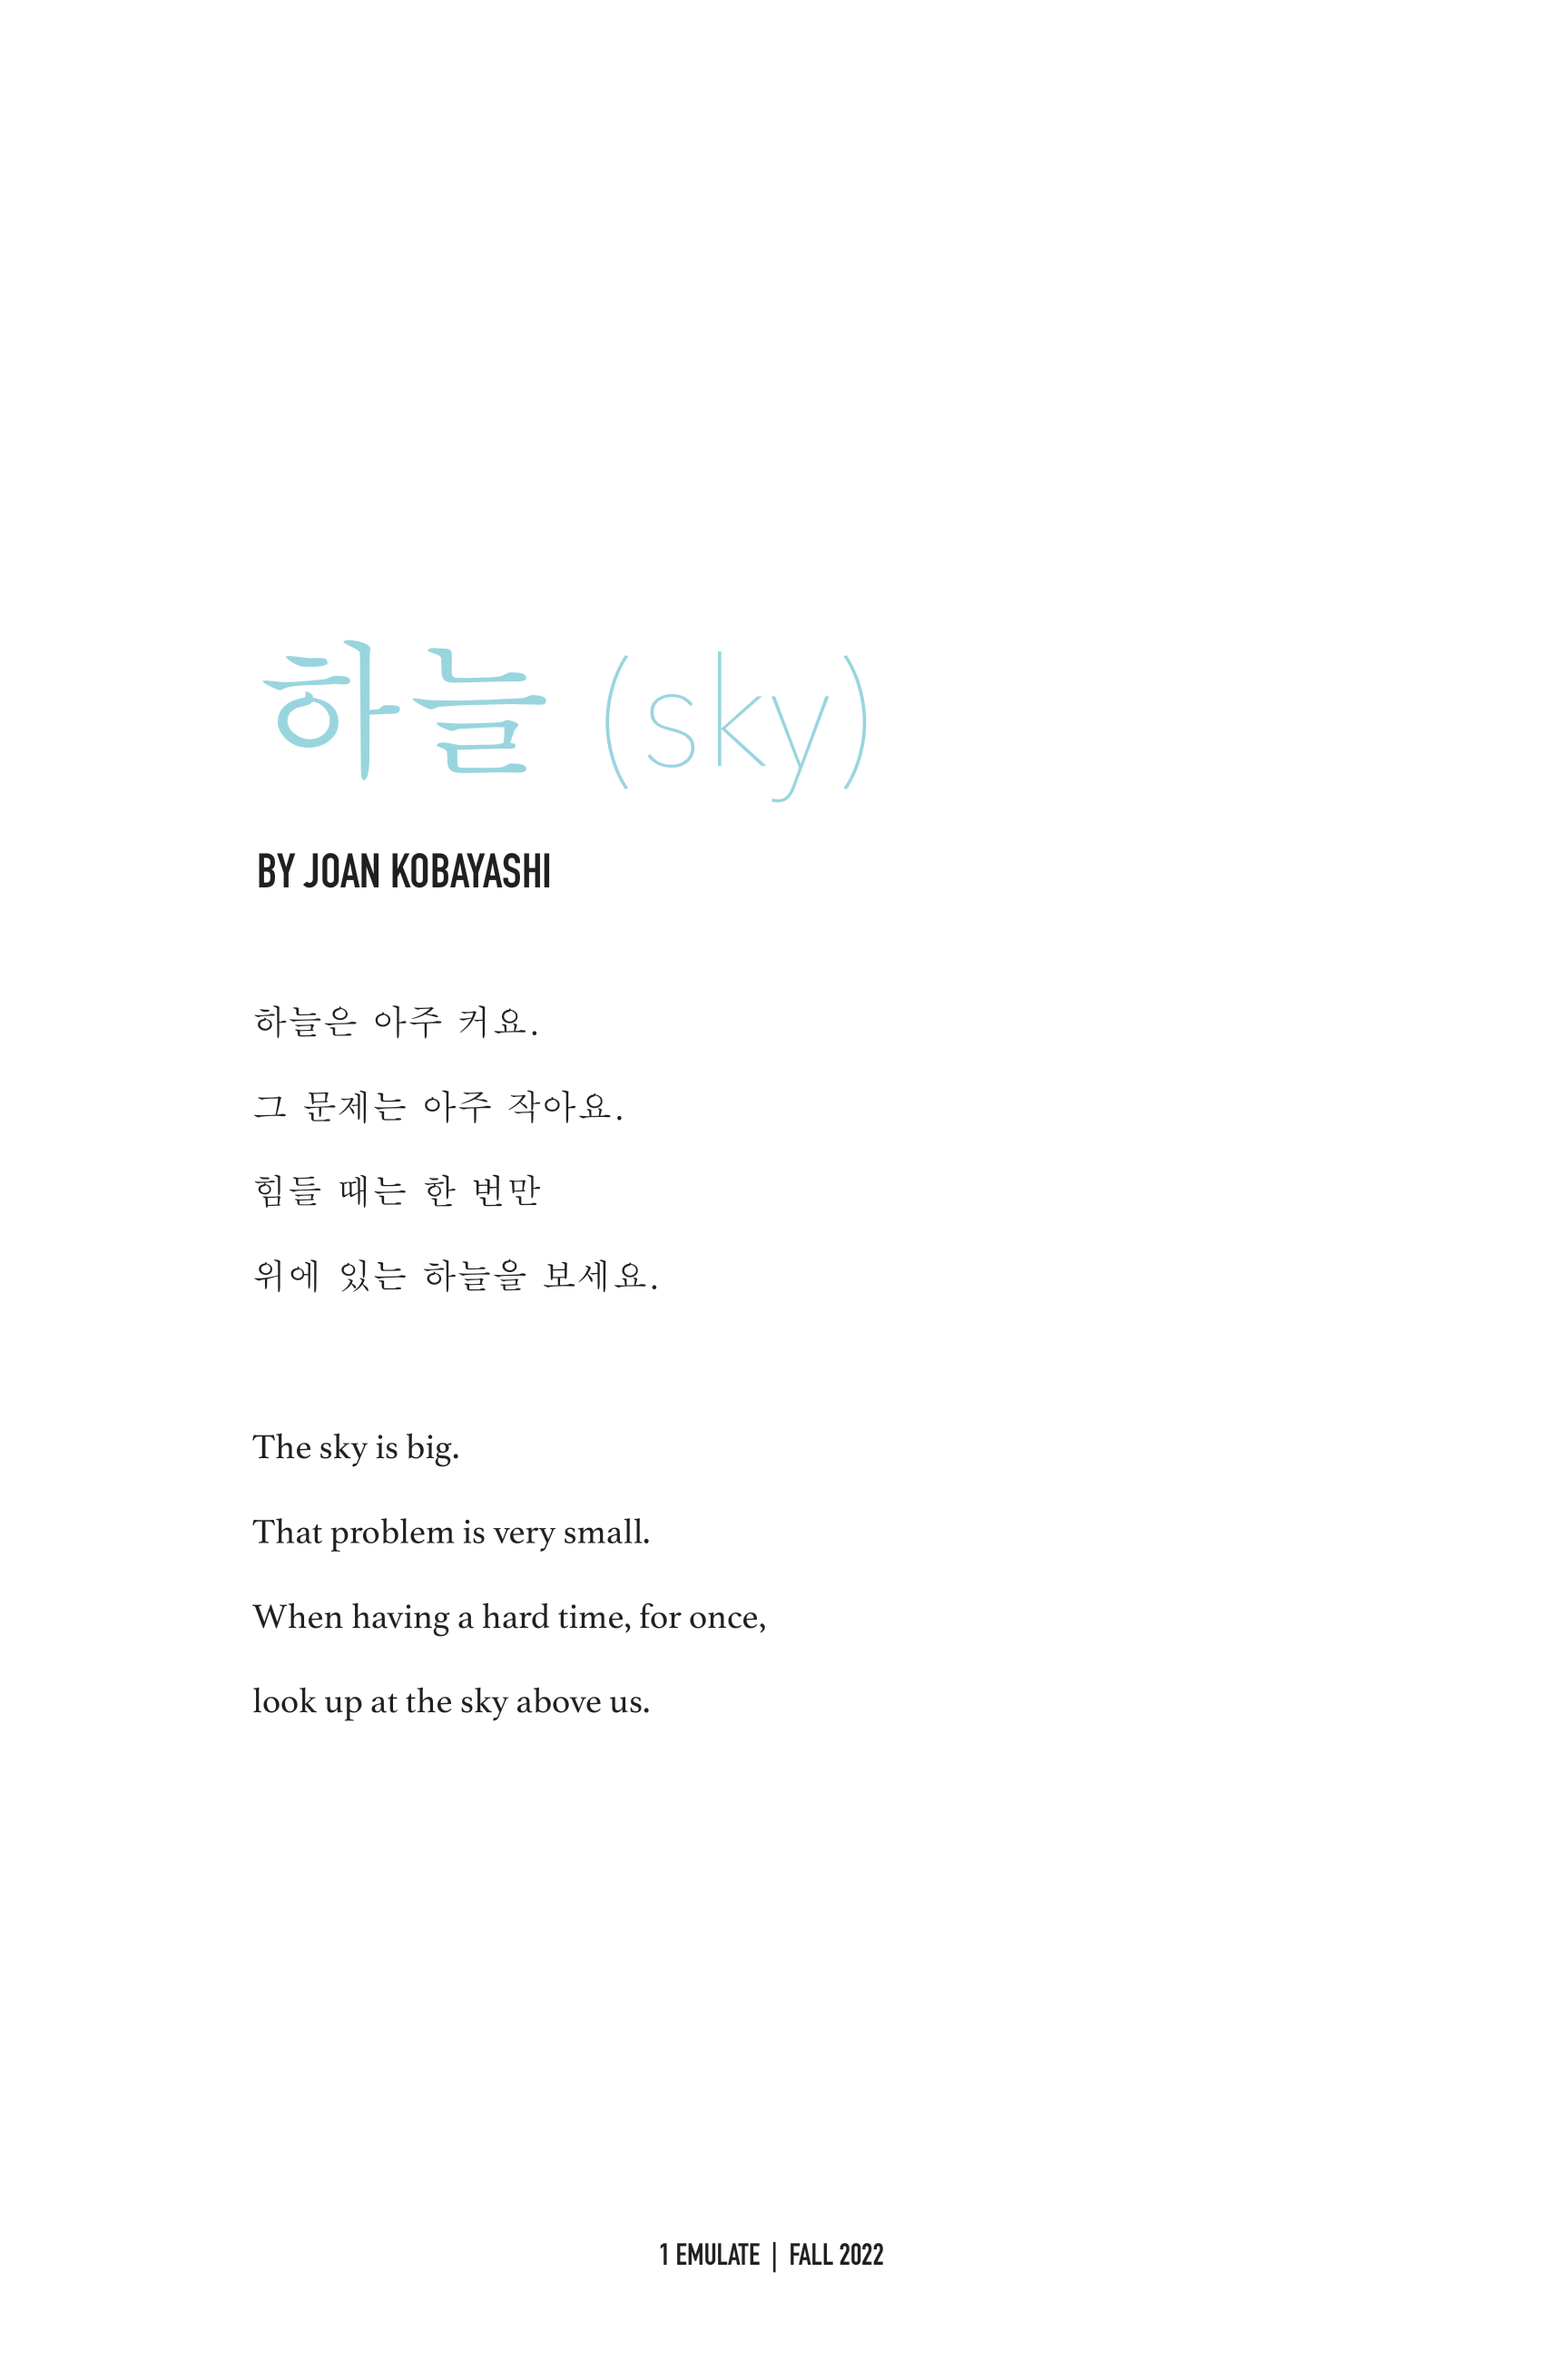 하늘 (sky)
BY JOAN KOBAYASHI
하늘은 아주 커요.
그 문제는 아주 작아요.
힘들 때는 한 번만
위에 있는 하늘을 보세요.
The sky is big.
That problem is very small.
When having a hard time, for once,
look up at the sky above us.
1 EMULATE | FALL 2022